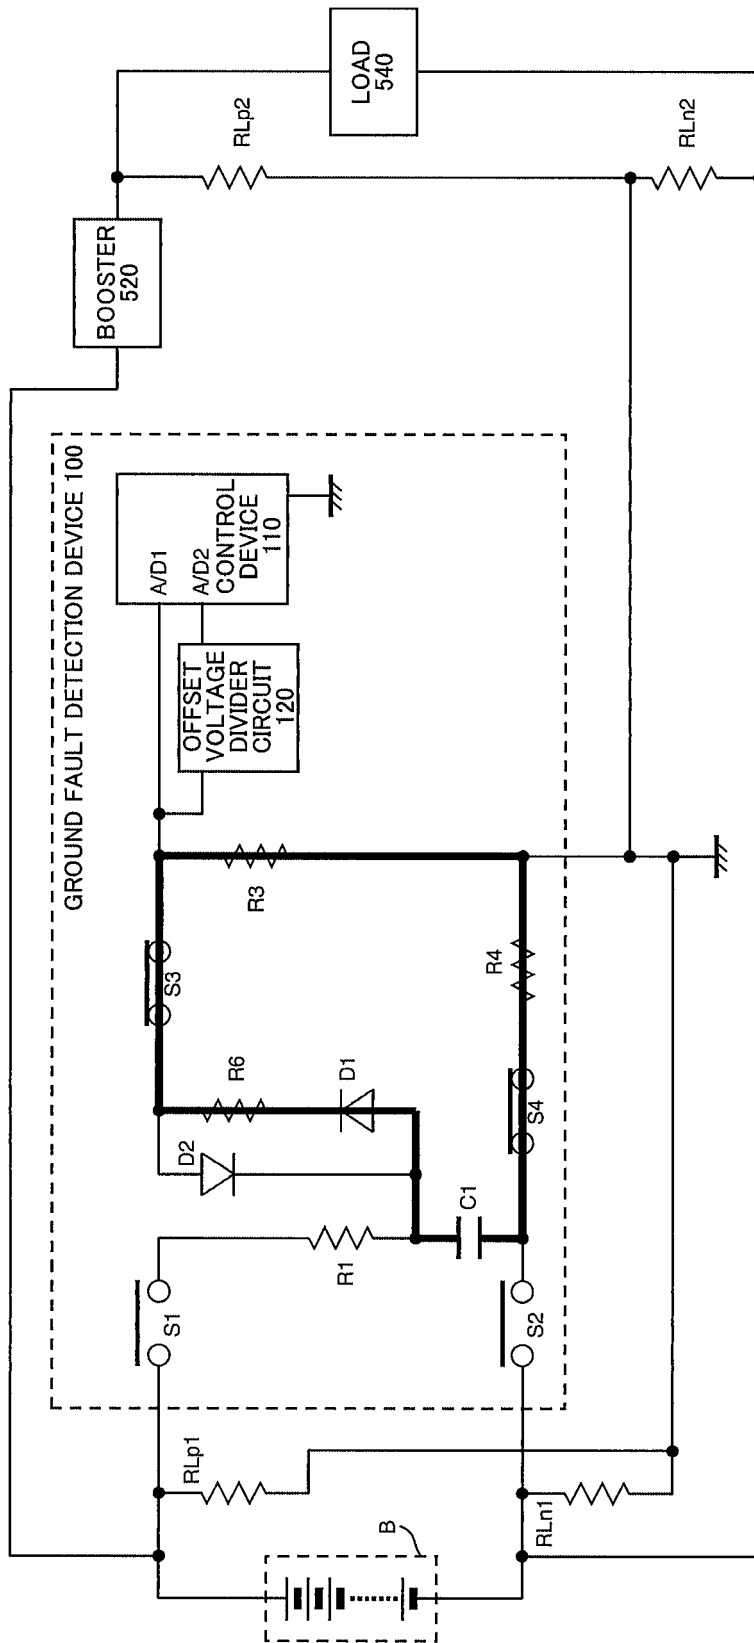 GROUND FAULT DETECTION DEVICE 100
BOOSTER
520
LOAD
540
RLp2
RLn2
A/D1
A/D2
CONTROL
DEVICE
110
OFFSET
VOLTAGE
DIVIDER
CIRCUIT
120
S3
R3
R4
R6
D1
D2
S4
C1
R1
S1
S2
RLp1
RLn1
B